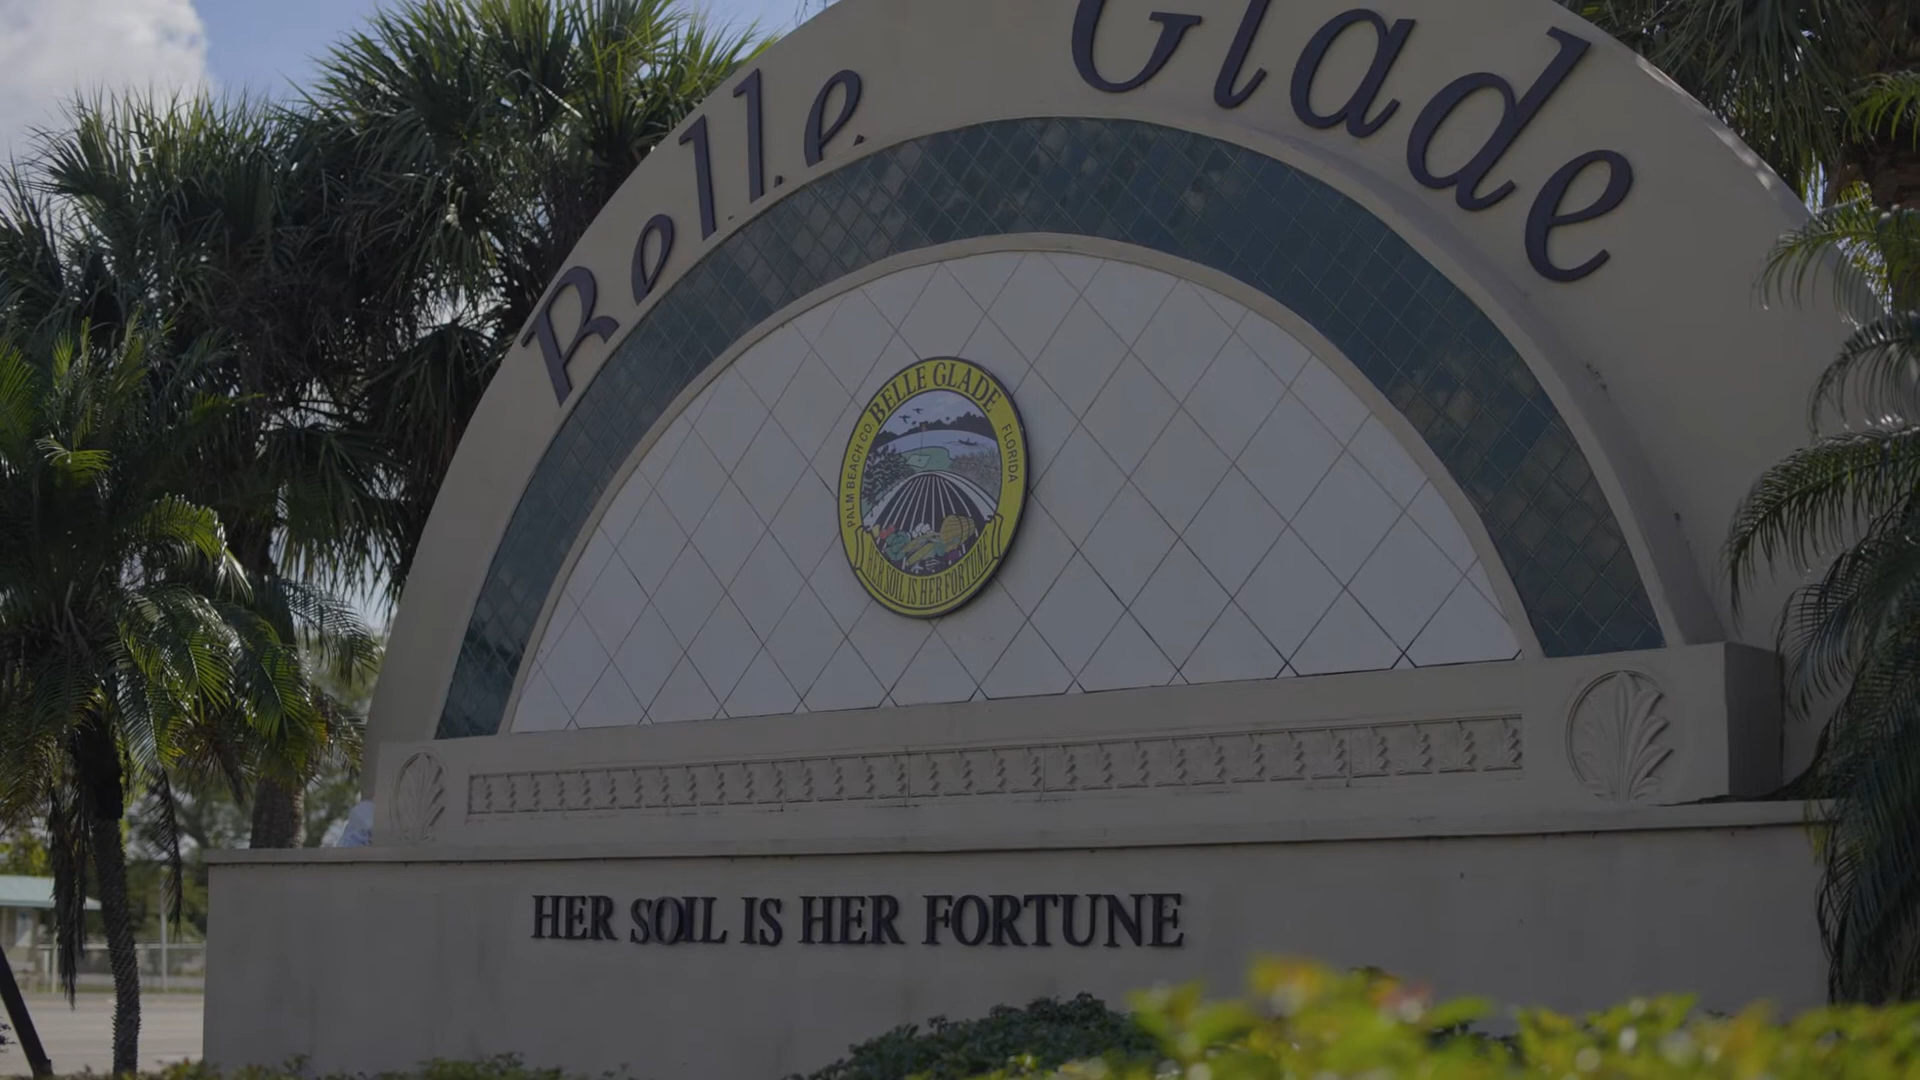 Belle Glade
BELLE GLADE
PALM BEACH CO.
FLORIDA
HER SOIL IS HER FORTUNE
HER SOIL IS HER FORTUNE